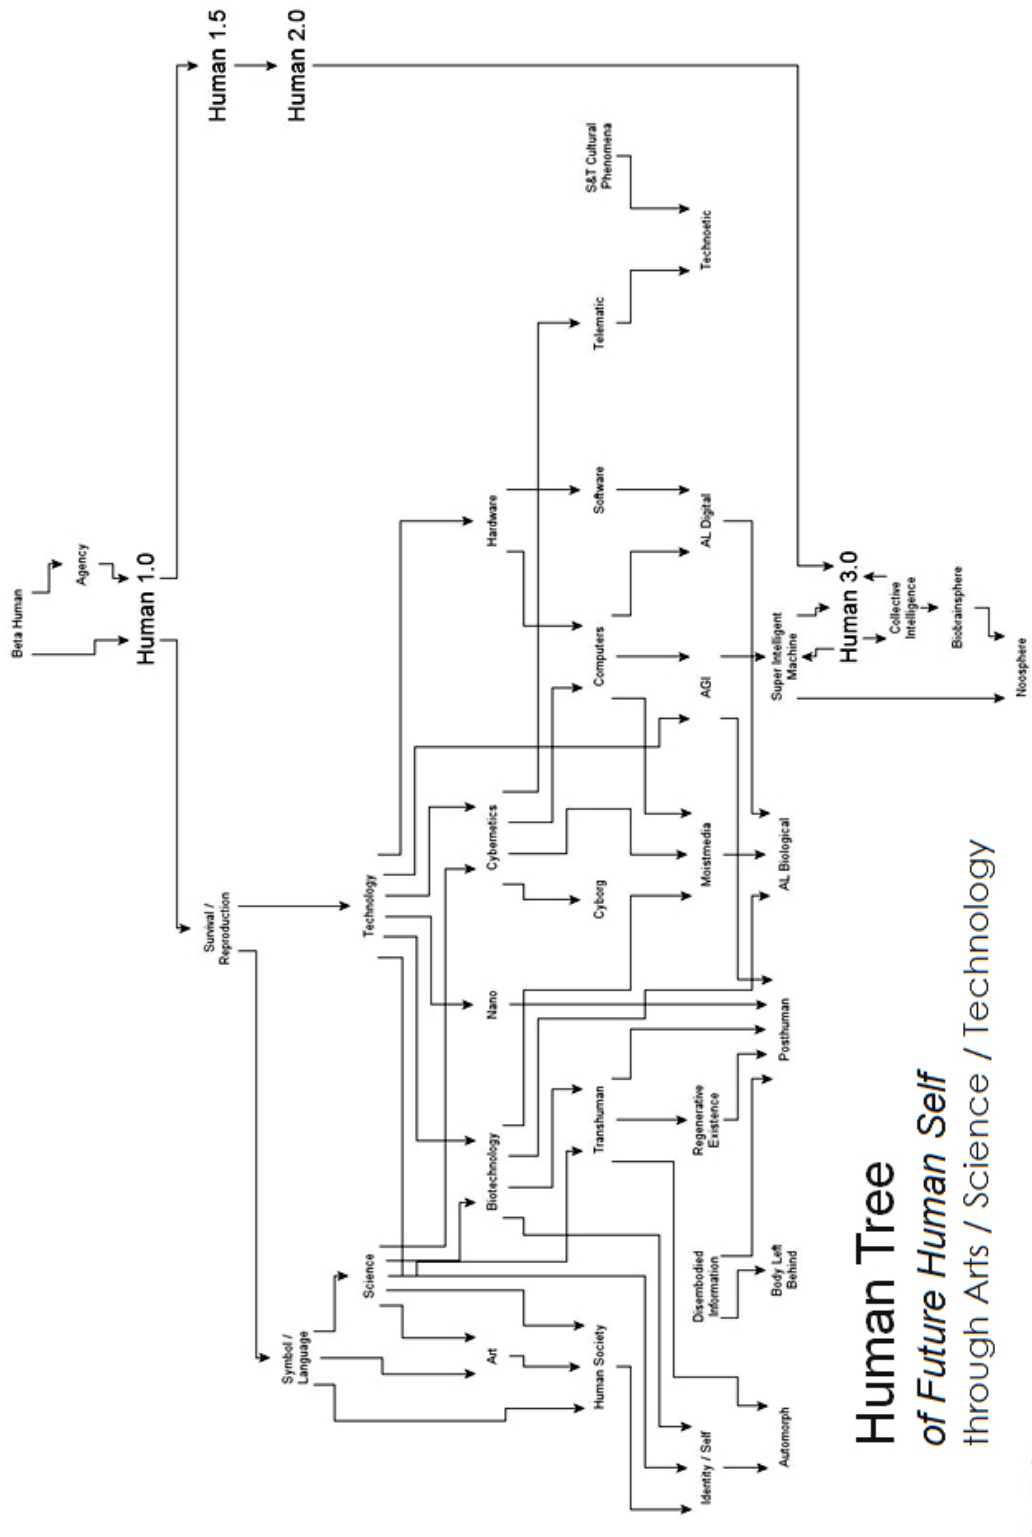 Beta Human
Agency
Human 1.0
Human 1.5
Human 2.0
Survival /
Reproduction
Symbol /
Language
Science
Technology
Art
Biotechnology
Nano
Cybernetics
Hardware
Human Society
Transhuman
Cyborg
Computers
Software
Telematic
S&T Cultural
Phenomena
Identity / Self
Disembodied
Information
Regenerative
Existence
Moistmedia
AGI
AL Digital
Technoetic
Automorph
Body Left
Behind
Posthuman
AL Biological
Super Intelligent
Machine
Human 3.0
Collective
Intelligence
Biobrainsphere
Noosphere
Human Tree
of Future Human Self
through Arts / Science / Technology